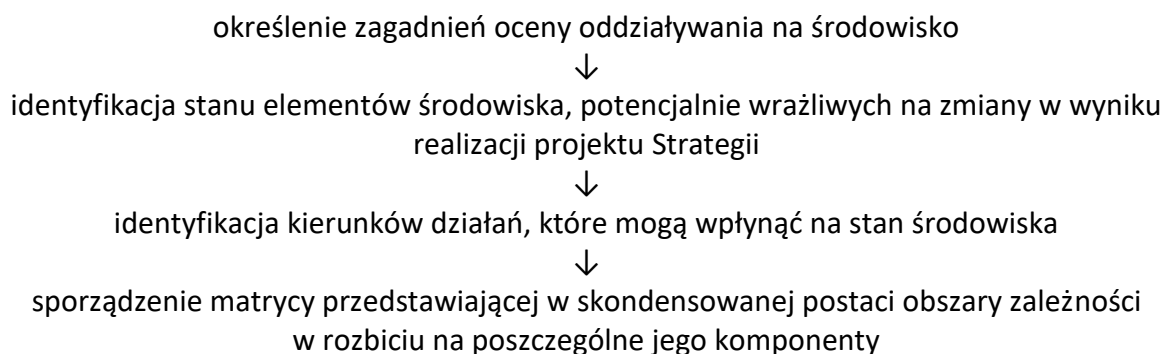 określenie zagadnień oceny oddziaływania na środowisko
↓
identyfikacja stanu elementów środowiska, potencjalnie wrażliwych na zmiany w wyniku
realizacji projektu Strategii
↓
identyfikacja kierunków działań, które mogą wpłynąć na stan środowiska
↓
sporządzenie matrycy przedstawiającej w skondensowanej postaci obszary zależności
w rozbiciu na poszczególne jego komponenty